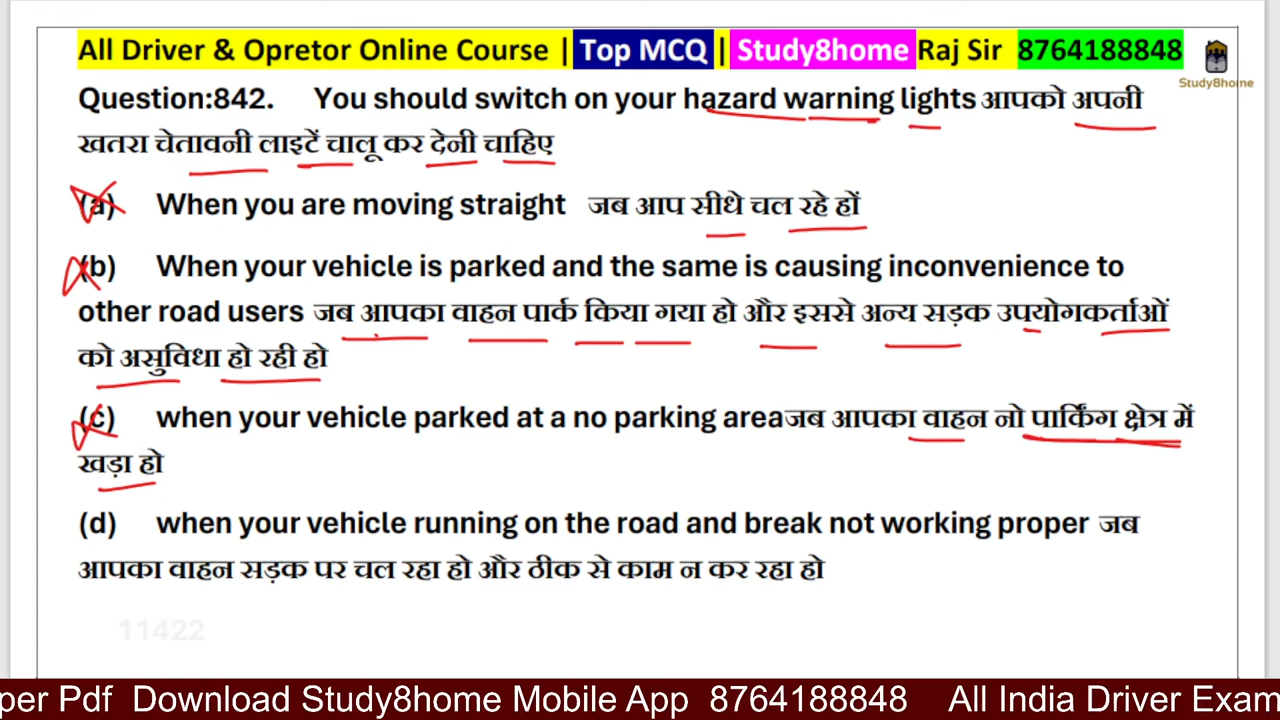 All Driver & Opretor Online Course | Top MCQ | Study8home Raj Sir 8764188848
Study8home
Question:842. You should switch on your hazard warning lights आपको अपनी
खतरा चेतावनी लाइटें चालू कर देनी चाहिए
(a) When you are moving straight जब आप सीधे चल रहे हों
(b) When your vehicle is parked and the same is causing inconvenience to
other road users जब आपका वाहन पार्क किया गया हो और इससे अन्य सड़क उपयोगकर्ताओं
को असुविधा हो रही हो
(c) when your vehicle parked at a no parking areaजब आपका वाहन नो पार्किंग क्षेत्र में
खड़ा हो
(d) when your vehicle running on the road and break not working proper जब
आपका वाहन सड़क पर चल रहा हो और ठीक से काम न कर रहा हो
11422
per Pdf Download Study8home Mobile App 8764188848 All India Driver Exam